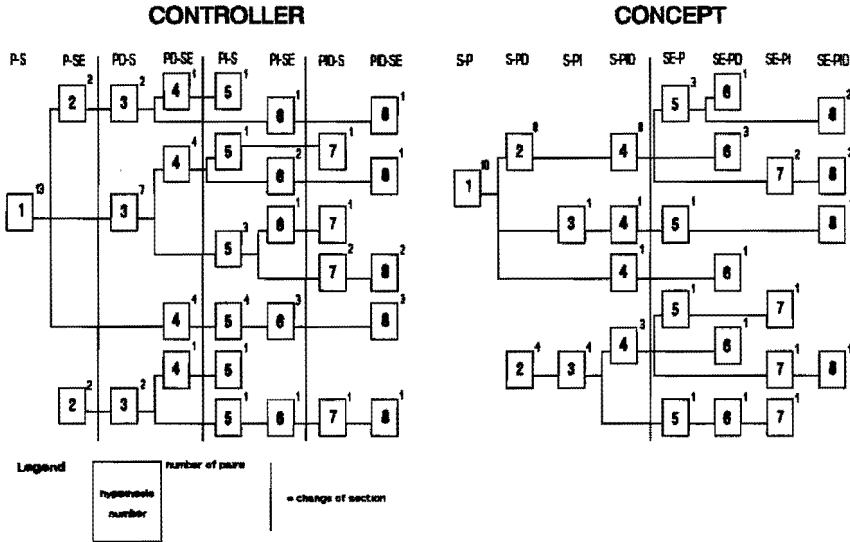 CONTROLLER
P-S P-SE PD-S PD-SE PI-S PI-SE PID-S PID-SE
2 2 3 2 4 1 5 1
6 1 8 1
4 4 5 1 7 1
6 2 8 1
1 13 3 7
6 1 7 1
5 3
7 2 8 2
4 4 5 4 6 3 8
4 1 5 1
2 2 3 2 5 1 6 1 7 1 8 1
CONCEPT
S-P S-PD S-PI S-PID SE-P SE-PD SE-PI SE-PID
5 3 6 1
8 2
2 8 4 8 6 3
7 2 8
1 10
3 1 4 1 5 1 8
4 1 6 1
5 1 7 1
4 3 6 1
2 4 3 4 7 1 8 1
5 1 6 1 7 1
Legend
number of pairs
hypothesis
number
= change of section